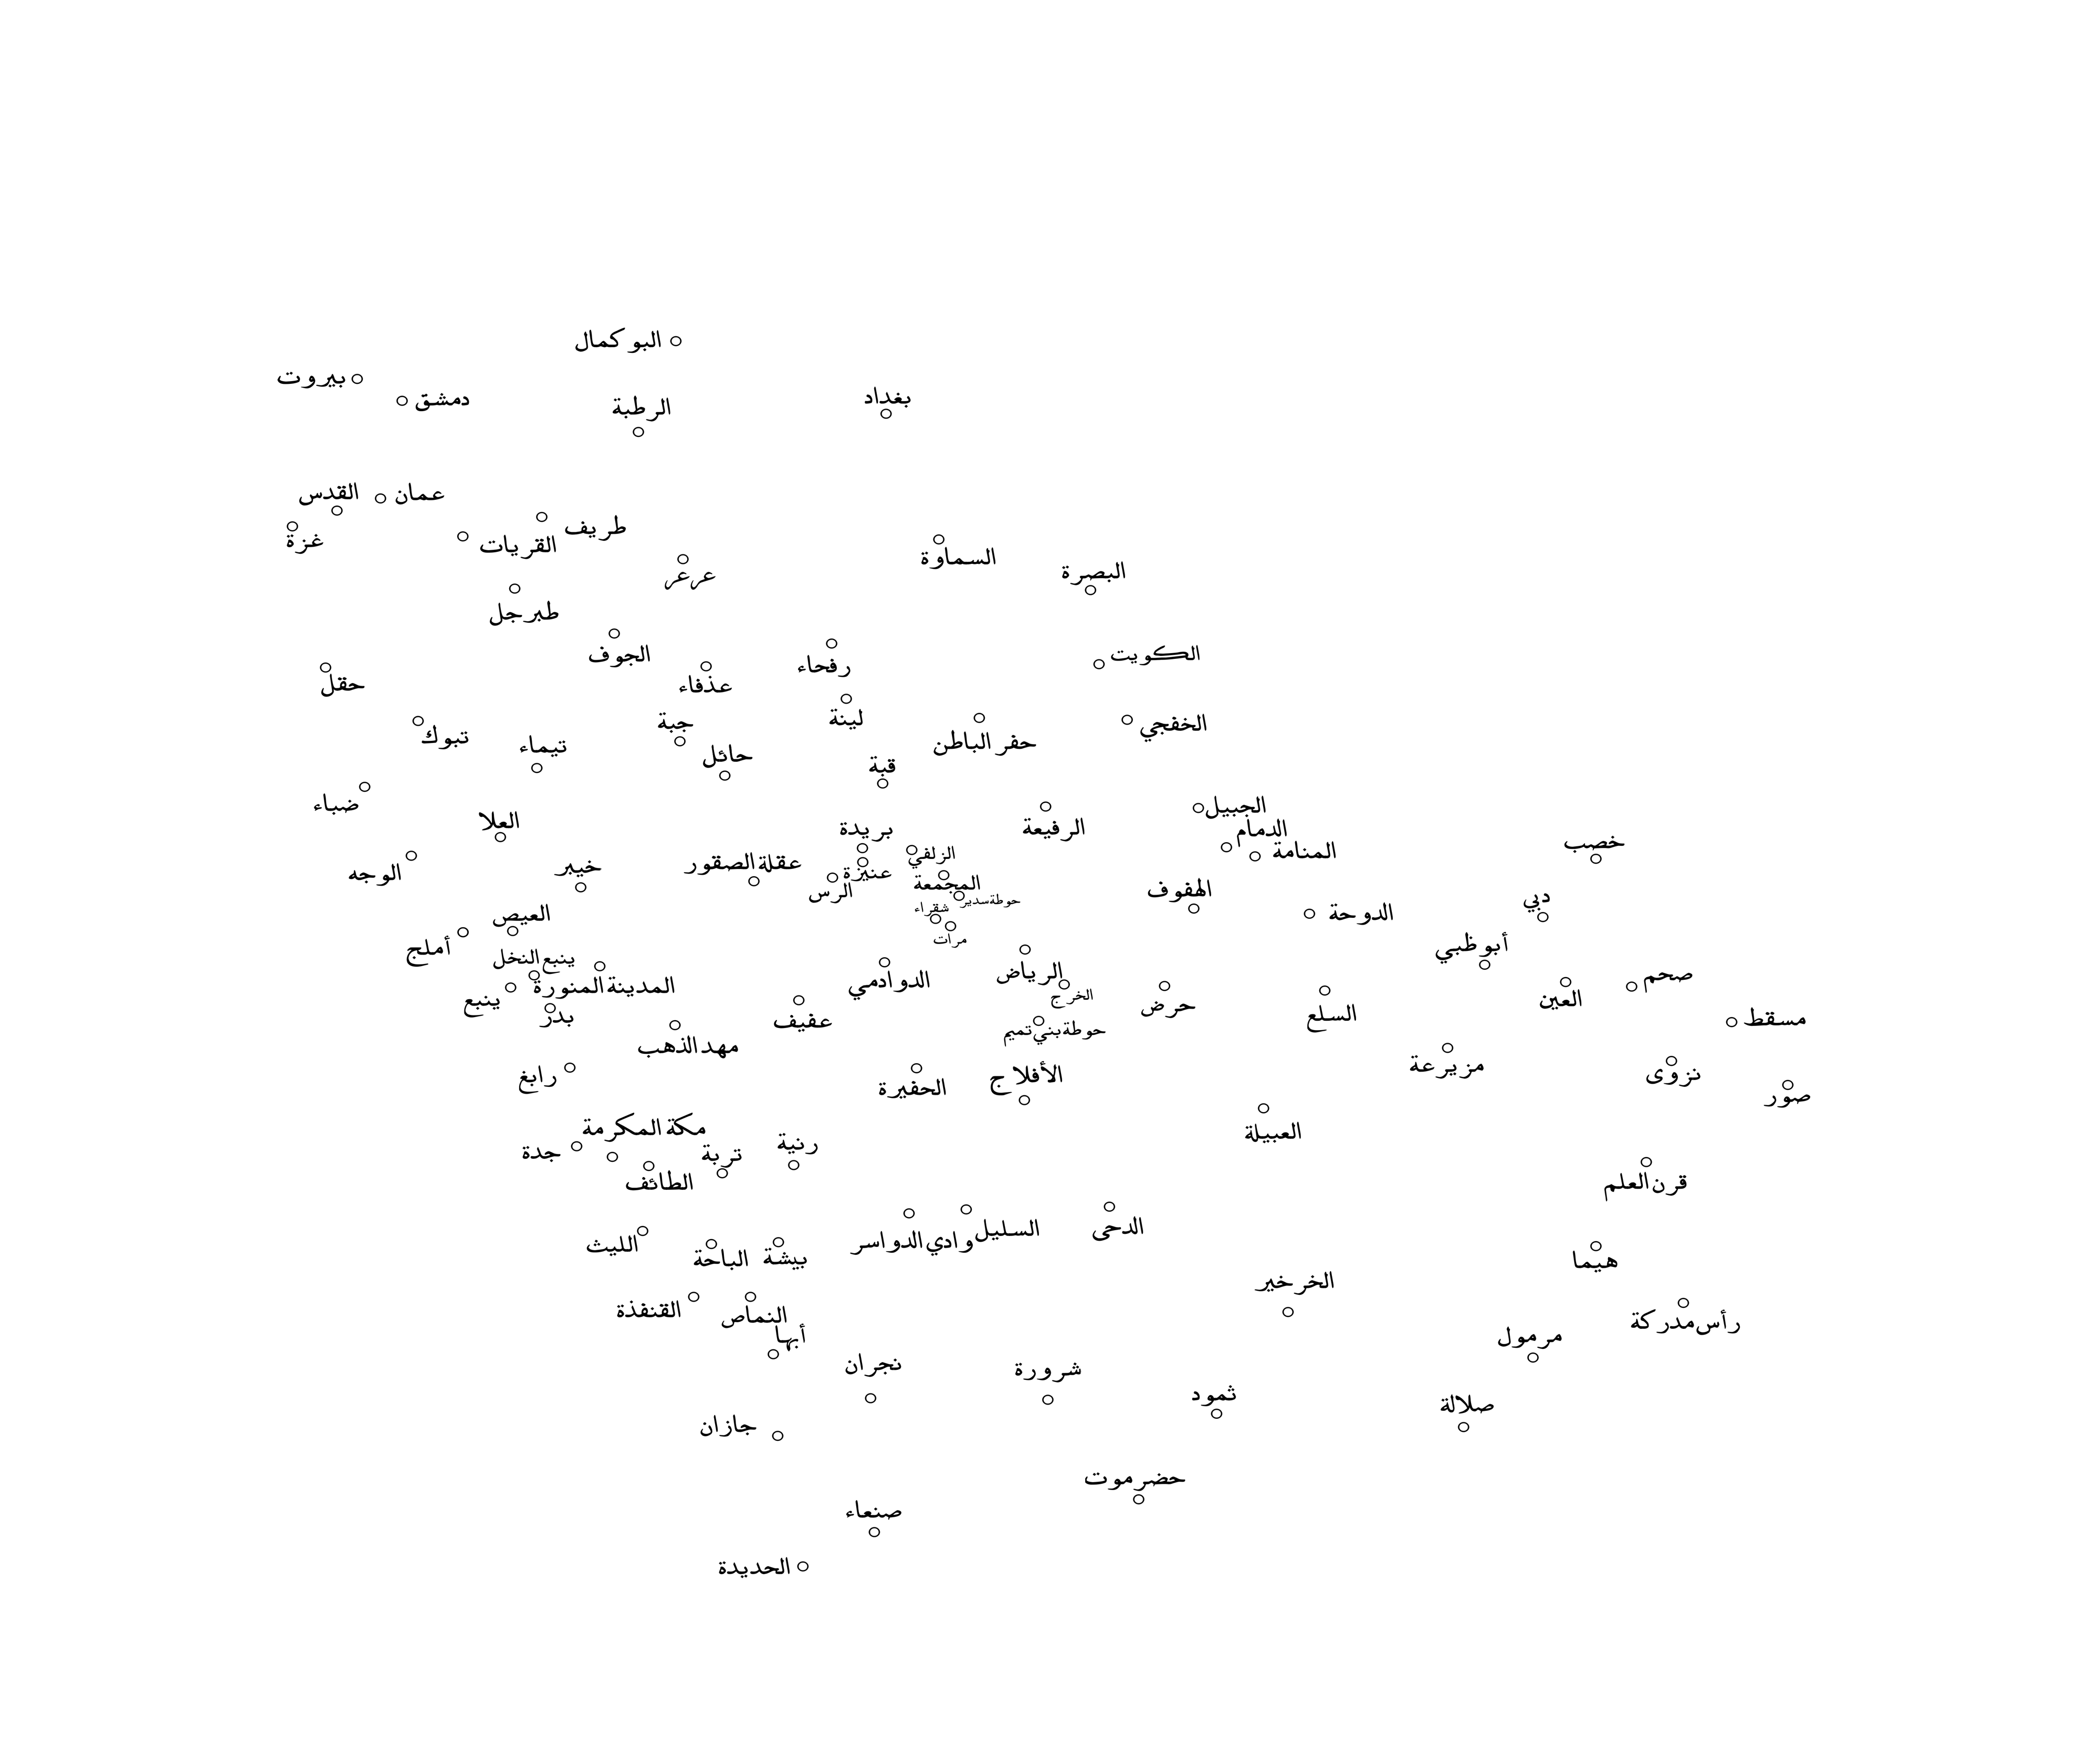 البو كمال
بيروت
دمشق
بغداد
الرطبة
القدس
عمان
طريف
غزة
القريات
السماوة
البصرة
عرعر
طبرجل
الكويت
الجوف
رفحاء
حقل
عذفاء
الخفجي
جبة
لينة
تبوك
تيماء
حفر الباطن
حائل
قبة
ضباء
الجبيل
العلا
بريدة
الرفيعة
الدمام
خصب
المنامة
الزلفي
عقلة الصقور
خيبر
الوجه
عنيزة
المجمعة
الرس
الهفوف
دبي
حوطة سدير
شقراء
العيص
الدوحة
مرات
أبو ظبي
أملج
ينبع النخل
الرياض
صحم
الدوادمي
المدينة المنورة
الخرج
العين
ينبع
حرض
السلع
بدر
عفيف
مسقط
حوطة بني تميم
مهد الذهب
مزيرعة
رابغ
الأفلاج
نزوى
الحفيرة
صور
مكة المكرمة
العبيلة
رنية
جدة
تربة
الطائف
قرن العلم
الدحى
السليل
وادي الدواسر
الليث
الباحة
بيشة
هيما
الخرخير
القنفذة
النماص
رأس مدركة
أبها
مرمول
نجران
شرورة
ثمود
صلالة
جازان
حضرموت
صنعاء
الحديدة